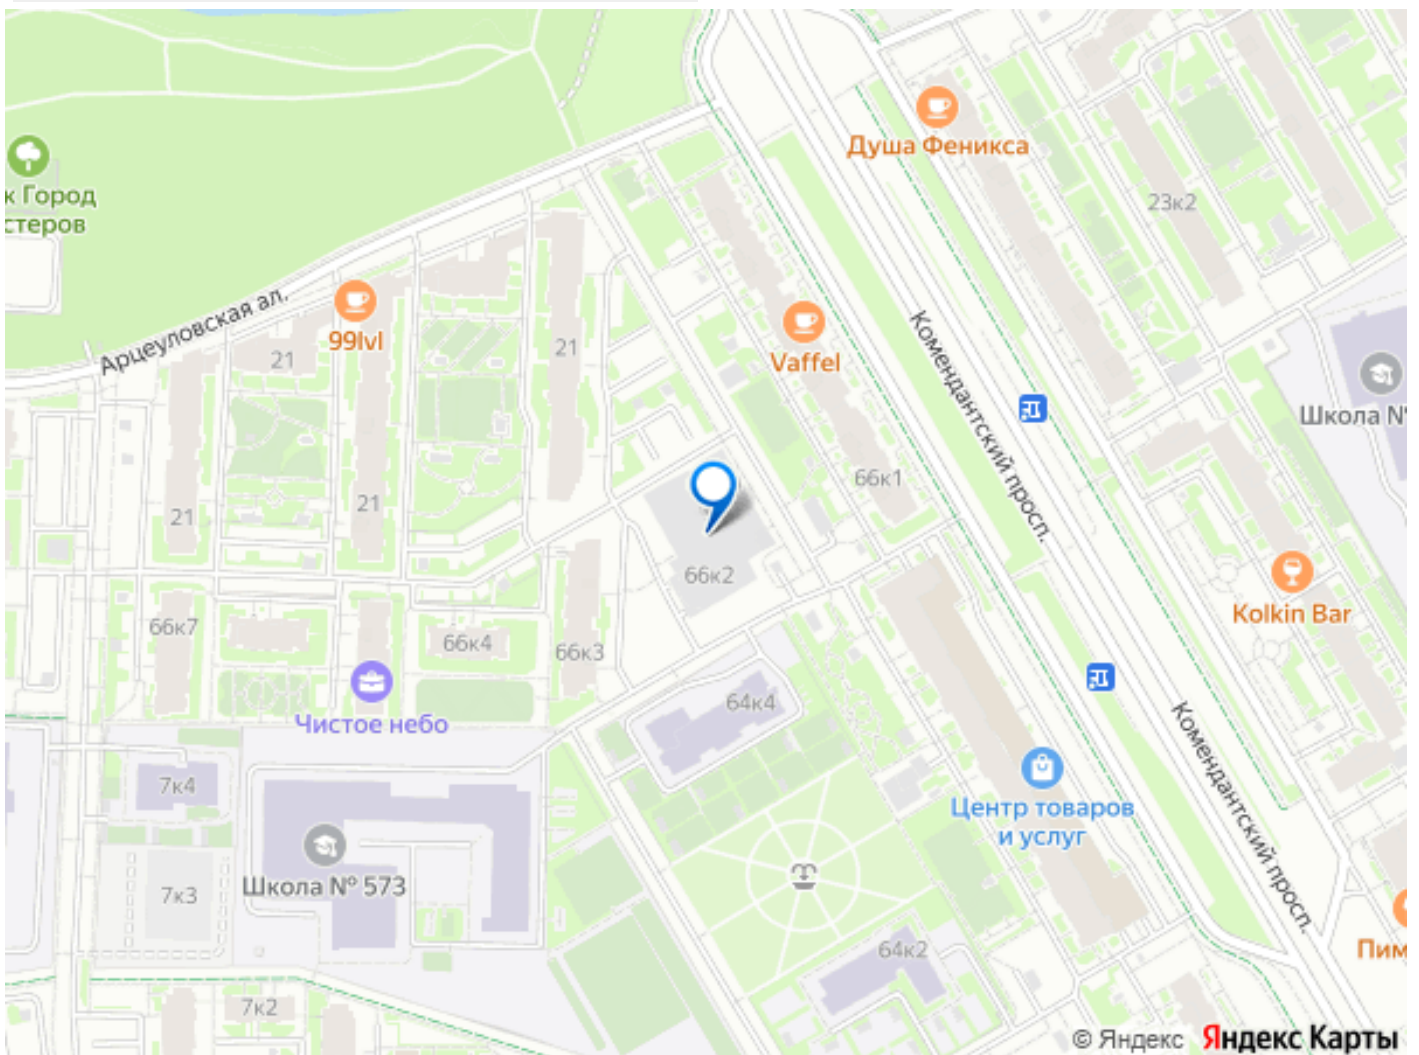 Душа Феникса
к Город
стеров
23к2
Арцеуловская ал.
99lvl
21
21
Vaffel
Комендантский просп.
Школа №
21
21
66к1
66к2
Kolkin Bar
66к7
66к4
66к3
Чистое небо
64к4
Комендантский просп.
7к4
Центр товаров
и услуг
Школа № 573
7к3
64к2
Пим
7к2
© Яндекс Яндекс Карты